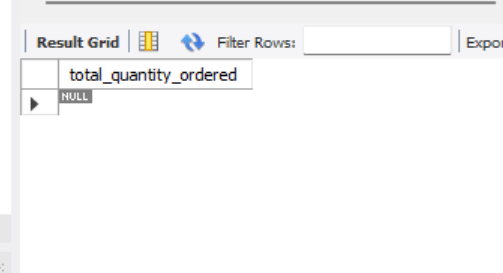 Result Grid Filter Rows: Expor
total_quantity_ordered
NULL